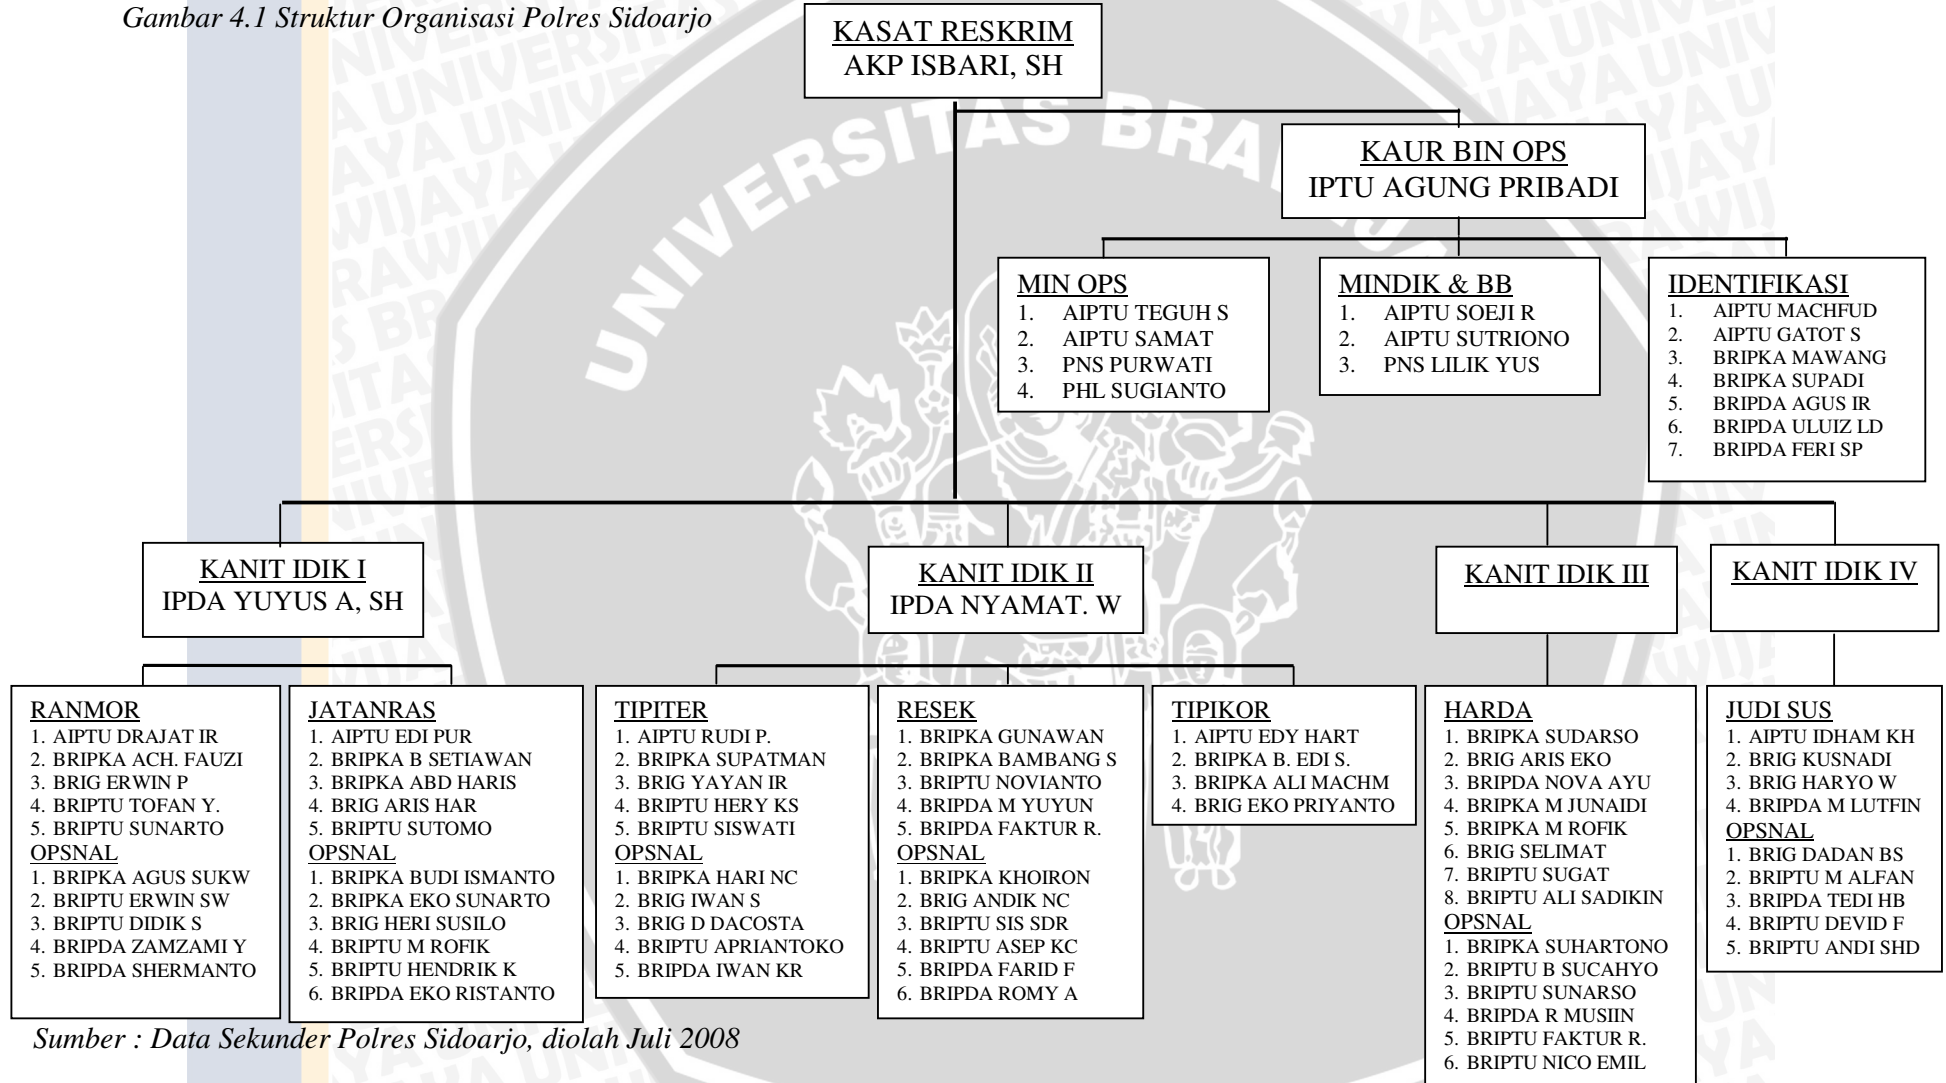 Gambar 4.1 Struktur Organisasi Polres Sidoarjo
KASAT RESKRIM
AKP ISBARI, SH
KAUR BIN OPS
IPTU AGUNG PRIBADI
MIN OPS
1. AIPTU TEGUH S
2. AIPTU SAMAT
3. PNS PURWATI
4. PHL SUGIANTO
MINDIK & BB
1. AIPTU SOEJI R
2. AIPTU SUTRIONO
3. PNS LILIK YUS
IDENTIFIKASI
1. AIPTU MACHFUD
2. AIPTU GATOT S
3. BRIPKA MAWANG
4. BRIPKA SUPADI
5. BRIPDA AGUS IR
6. BRIPDA ULUIZ LD
7. BRIPDA FERI SP
KANIT IDIK I
IPDA YUYUS A, SH
KANIT IDIK II
IPDA NYAMAT. W
KANIT IDIK III
KANIT IDIK IV
RANMOR
1. AIPTU DRAJAT IR
2. BRIPKA ACH. FAUZI
3. BRIG ERWIN P
4. BRIPTU TOFAN Y.
5. BRIPTU SUNARTO
OPSNAL
1. BRIPKA AGUS SUKW
2. BRIPTU ERWIN SW
3. BRIPTU DIDIK S
4. BRIPDA ZAMZAMI Y
5. BRIPDA SHERMANTO
JATANRAS
1. AIPTU EDI PUR
2. BRIPKA B SETIAWAN
3. BRIPKA ABD HARIS
4. BRIG ARIS HAR
5. BRIPTU SUTOMO
OPSNAL
1. BRIPKA BUDI ISMANTO
2. BRIPKA EKO SUNARTO
3. BRIG HERI SUSILO
4. BRIPTU M ROFIK
5. BRIPTU HENDRIK K
6. BRIPDA EKO RISTANTO
TIPITER
1. AIPTU RUDI P.
2. BRIPKA SUPATMAN
3. BRIG YAYAN IR
4. BRIPTU HERY KS
5. BRIPTU SISWATI
OPSNAL
1. BRIPKA HARI NC
2. BRIG IWAN S
3. BRIG D DACOSTA
4. BRIPTU APRIANTOKO
5. BRIPDA IWAN KR
RESEK
1. BRIPKA GUNAWAN
2. BRIPKA BAMBANG S
3. BRIPTU NOVIANTO
4. BRIPDA M YUYUN
5. BRIPDA FAKTUR R.
OPSNAL
1. BRIPKA KHOIRON
2. BRIG ANDIK NC
3. BRIPTU SIS SDR
4. BRIPTU ASEP KC
5. BRIPDA FARID F
6. BRIPDA ROMY A
TIPIKOR
1. AIPTU EDY HART
2. BRIPKA B. EDI S.
3. BRIPKA ALI MACHM
4. BRIG EKO PRIYANTO
HARDA
1. BRIPKA SUDARSO
2. BRIG ARIS EKO
3. BRIPDA NOVA AYU
4. BRIPKA M JUNAIDI
5. BRIPKA M ROFIK
6. BRIG SELIMAT
7. BRIPTU SUGAT
8. BRIPTU ALI SADIKIN
OPSNAL
1. BRIPKA SUHARTONO
2. BRIPTU B SUCAHYO
3. BRIPTU SUNARSO
4. BRIPDA R MUSIIN
5. BRIPTU FAKTUR R.
6. BRIPTU NICO EMIL
JUDI SUS
1. AIPTU IDHAM KH
2. BRIG KUSNADI
3. BRIG HARYO W
4. BRIPDA M LUTFIN
OPSNAL
1. BRIG DADAN BS
2. BRIPTU M ALFAN
3. BRIPDA TEDI HB
4. BRIPTU DEVID F
5. BRIPTU ANDI SHD
Sumber : Data Sekunder Polres Sidoarjo, diolah Juli 2008
UNIVERSITAS BRA